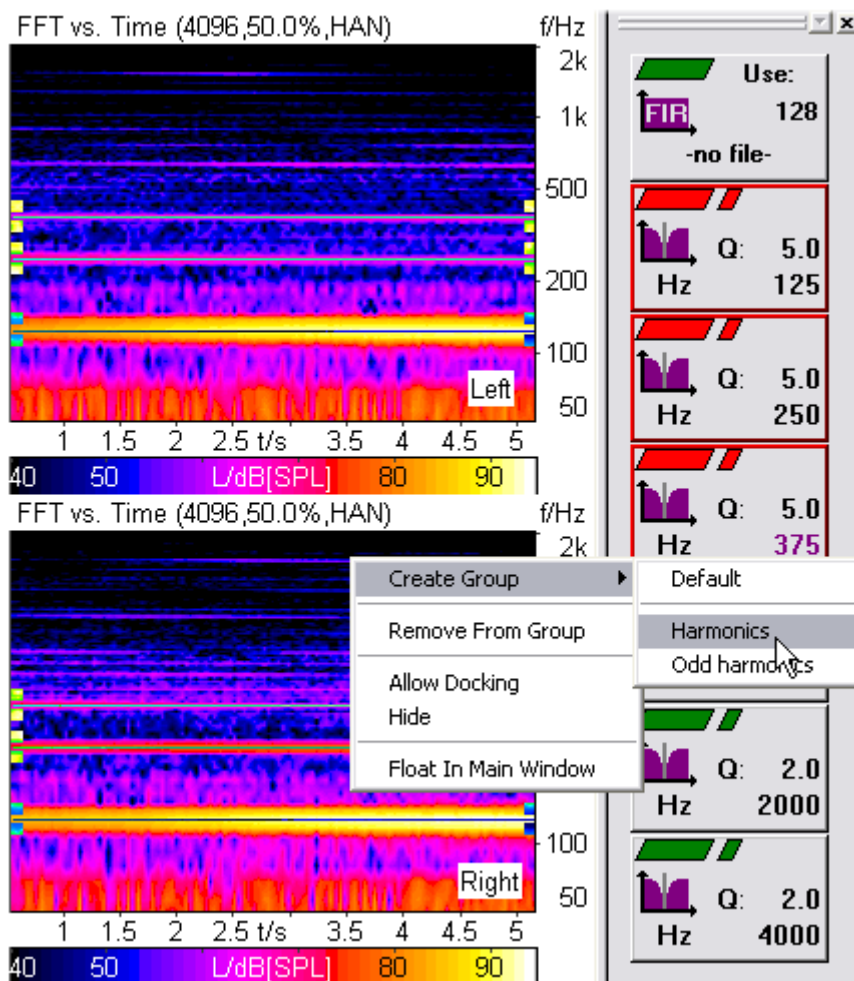 FFT vs. Time (4096,50.0%,HAN) f/Hz
2k
1k
500
200
100
50
Left
1 1.5 2 2.5 t/s 3.5 4 4.5 5
40 50 L/dB[SPL] 80 90
FFT vs. Time (4096,50.0%,HAN) f/Hz
2k
100
50
Right
1 1.5 2 2.5 t/s 3.5 4 4.5 5
40 50 L/dB[SPL] 80 90
Use:
FIR 128
-no file-
Q: 5.0
Hz 125
Q: 5.0
Hz 250
Q: 5.0
Hz 375
Create Group
Remove From Group
Allow Docking
Hide
Float In Main Window
Default
Harmonics
Odd harmonics
Q: 2.0
Hz 2000
Q: 2.0
Hz 4000